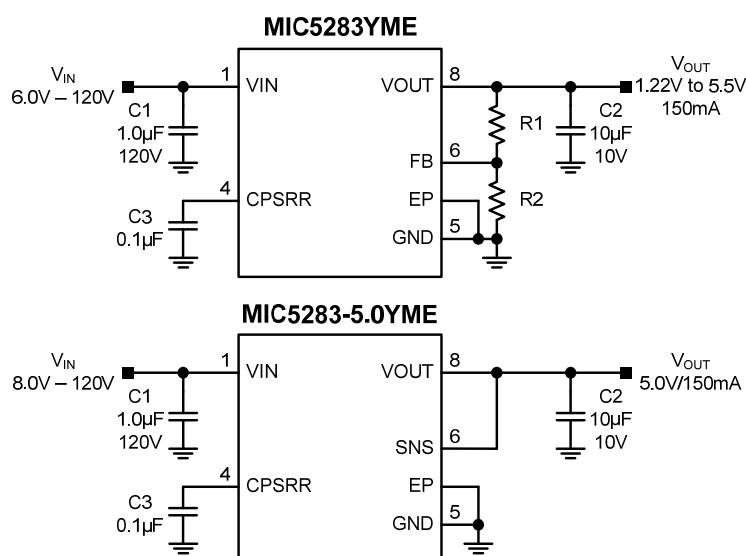 MIC5283YME
VIN
6.0V – 120V
C1
1.0µF
120V
1
VIN
VOUT
8
VOUT
1.22V to 5.5V
150mA
R1
C2
10µF
10V
FB
6
4
CPSRR
C3
0.1µF
EP
R2
GND
5
MIC5283-5.0YME
VIN
8.0V – 120V
C1
1.0µF
120V
1
VIN
VOUT
8
VOUT
5.0V/150mA
C2
10µF
10V
SNS
6
4
CPSRR
C3
0.1µF
EP
GND
5